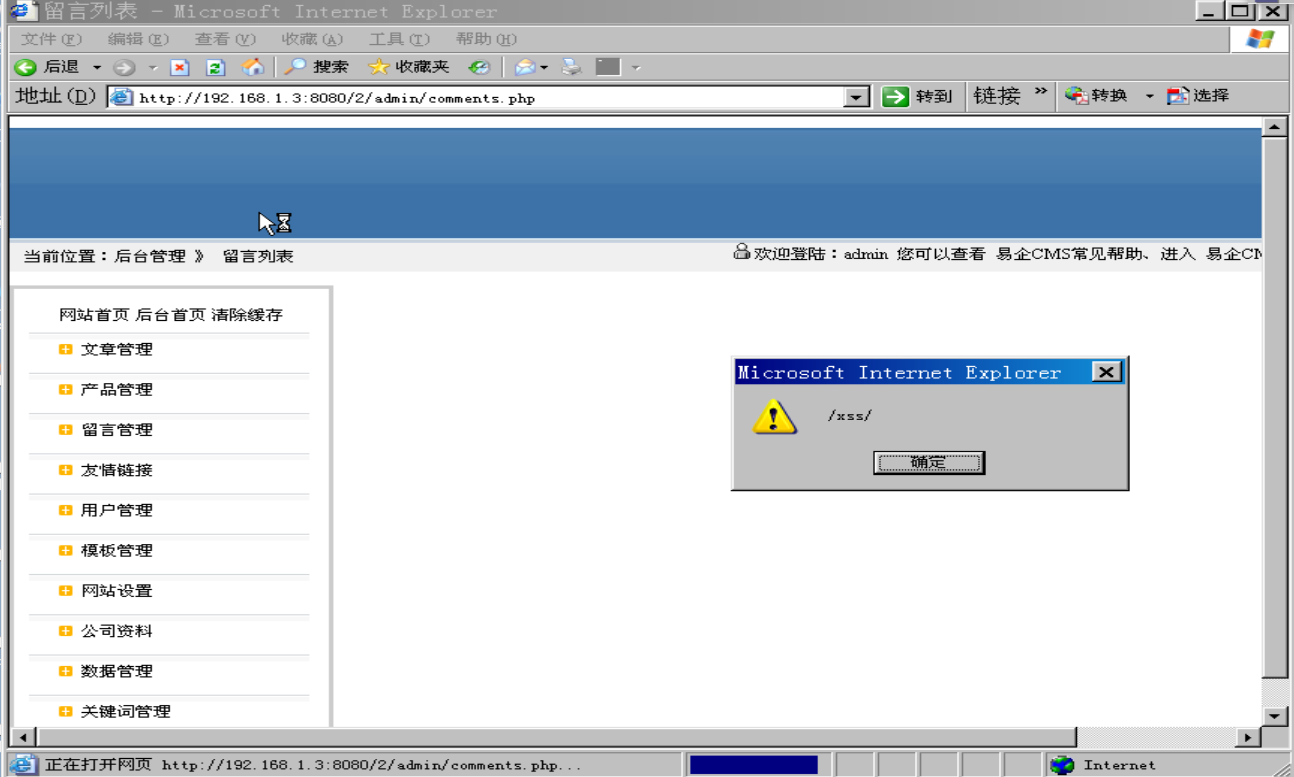 留言列表 - Microsoft Internet Explorer
文件(F) 编辑(E) 查看(V) 收藏(A) 工具(T) 帮助(H)
后退 搜索 收藏夹
地址(D) http://192.168.1.3:8080/2/admin/comments.php 转到 链接 » 转换 选择
当前位置：后台管理 》 留言列表 欢迎登陆：admin 您可以查看 易企CMS常见帮助、进入 易企CM
网站首页 后台首页 清除缓存
文章管理
Microsoft Internet Explorer
产品管理
/xss/
留言管理
确定
友情链接
用户管理
模板管理
网站设置
公司资料
数据管理
关键词管理
正在打开网页 http://192.168.1.3:8080/2/admin/comments.php... Internet